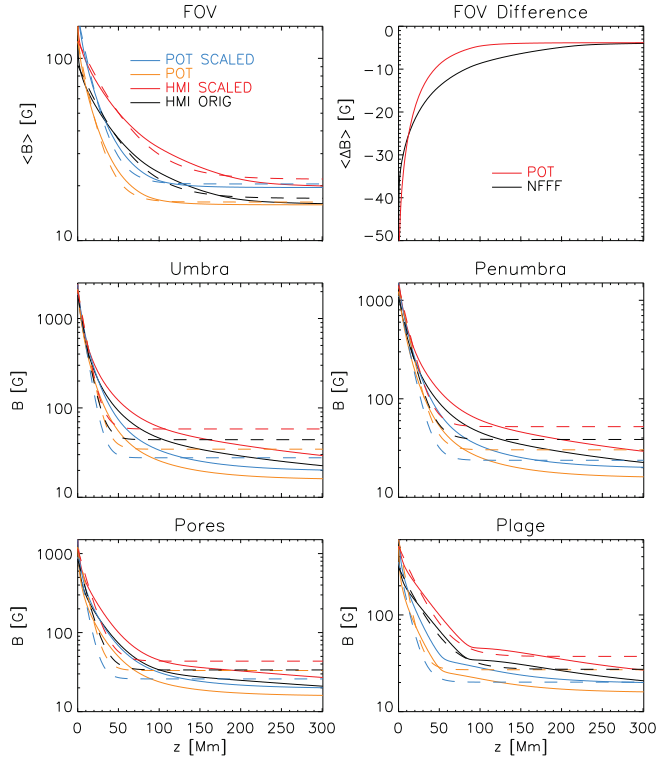 FOV
FOV Difference
100
10
<B> [G]
POT SCALED
POT
HMI SCALED
HMI ORIG
0
−10
−20
−30
−40
−50
<ΔB> [G]
POT
NFFF
Umbra
Penumbra
1000
100
10
B [G]
1000
100
10
B [G]
Pores
Plage
1000
100
10
B [G]
0 50 100 150 200 250 300
z [Mm]
100
10
B [G]
0 50 100 150 200 250 300
z [Mm]